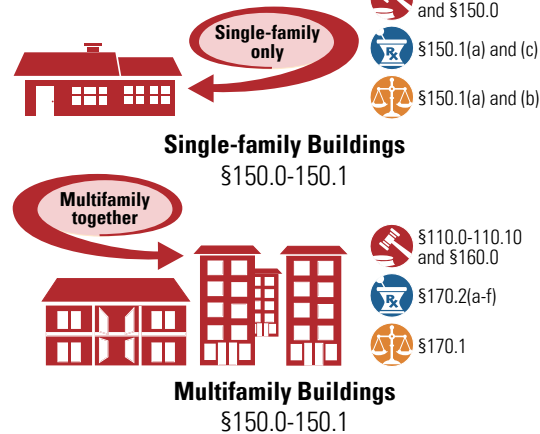 and §150.0
Single-family
only
Rx
§150.1(a) and (c)
§150.1(a) and (b)
Single-family Buildings
§150.0-150.1
Multifamily
together
§110.0-110.10
and §160.0
Rx
§170.2(a-f)
§170.1
Multifamily Buildings
§150.0-150.1